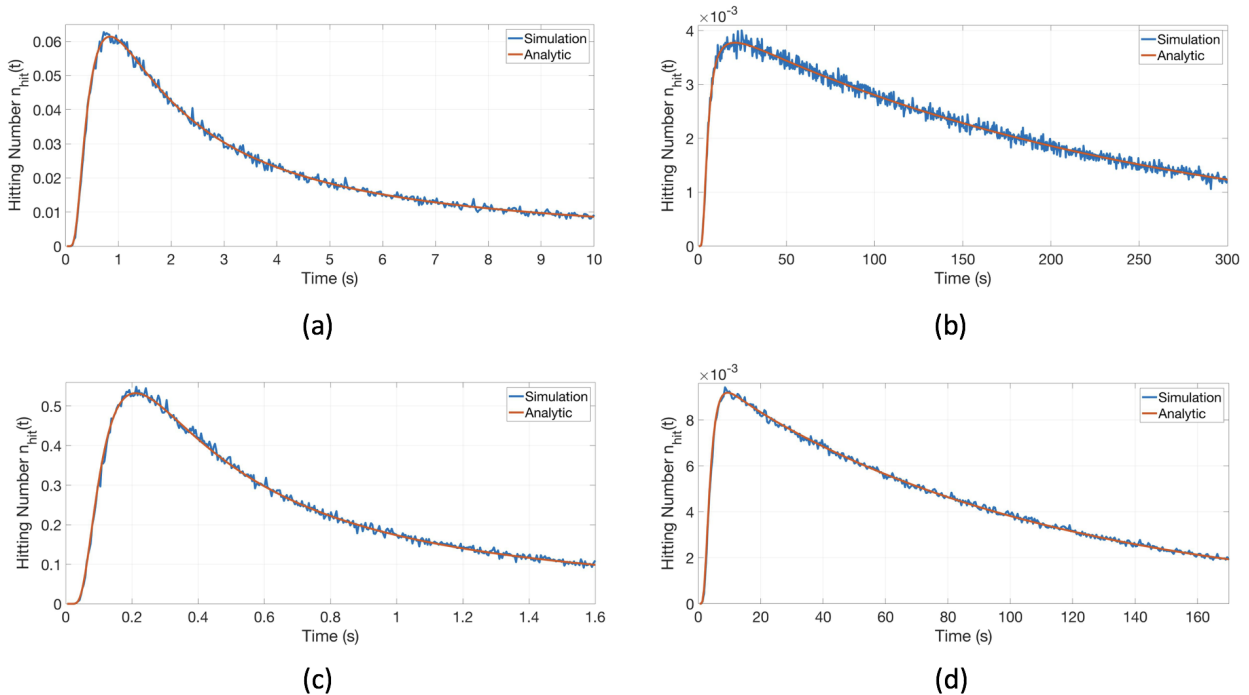 Hitting Number n_hit(t)
0.06
0.05
0.04
0.03
0.02
0.01
0
Simulation
Analytic
0 1 2 3 4 5 6 7 8 9 10
Time (s)
(a)
×10⁻³
Hitting Number n_hit(t)
4
3
2
1
0
Simulation
Analytic
0 50 100 150 200 250 300
Time (s)
(b)
Hitting Number n_hit(t)
0.5
0.4
0.3
0.2
0.1
0
Simulation
Analytic
0 0.2 0.4 0.6 0.8 1 1.2 1.4 1.6
Time (s)
(c)
×10⁻³
Hitting Number n_hit(t)
8
6
4
2
0
Simulation
Analytic
0 20 40 60 80 100 120 140 160
Time (s)
(d)